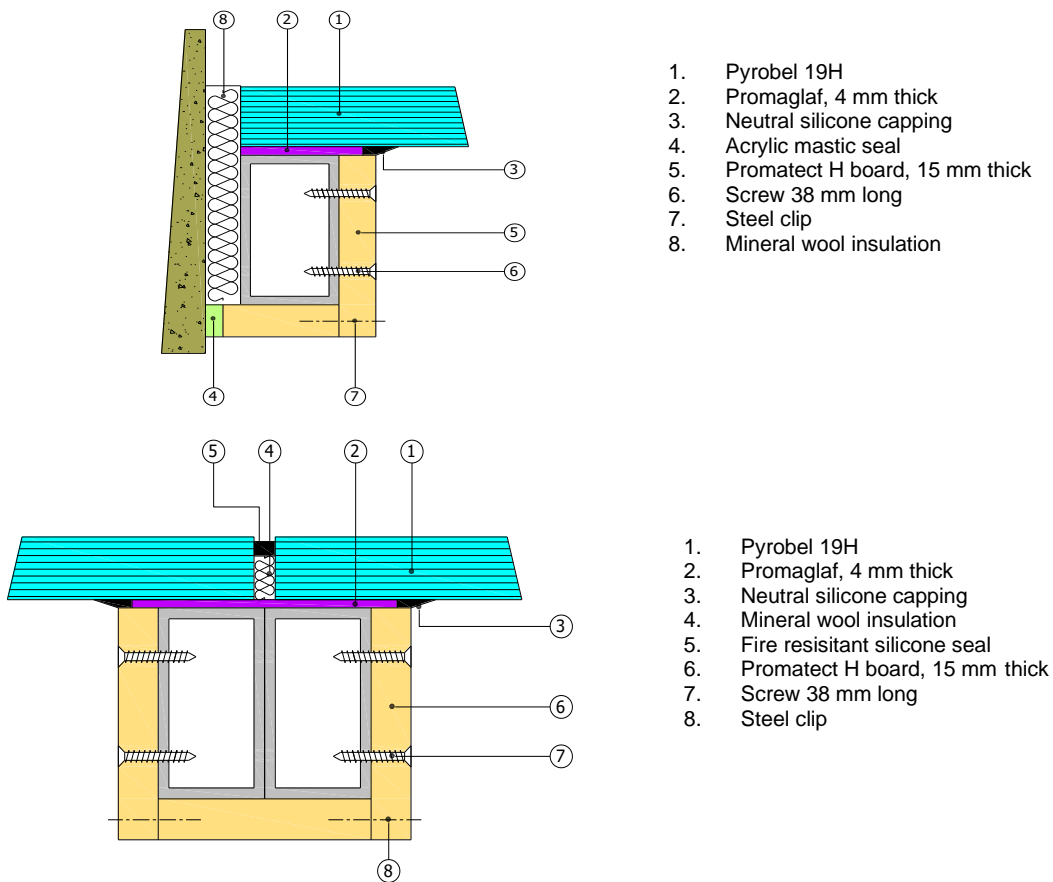 8 2 1
3
5
6
4 7
1. Pyrobel 19H
2. Promaglaf, 4 mm thick
3. Neutral silicone capping
4. Acrylic mastic seal
5. Promatect H board, 15 mm thick
6. Screw 38 mm long
7. Steel clip
8. Mineral wool insulation
5 4 2 1
3
6
7
8
1. Pyrobel 19H
2. Promaglaf, 4 mm thick
3. Neutral silicone capping
4. Mineral wool insulation
5. Fire resisitant silicone seal
6. Promatect H board, 15 mm thick
7. Screw 38 mm long
8. Steel clip